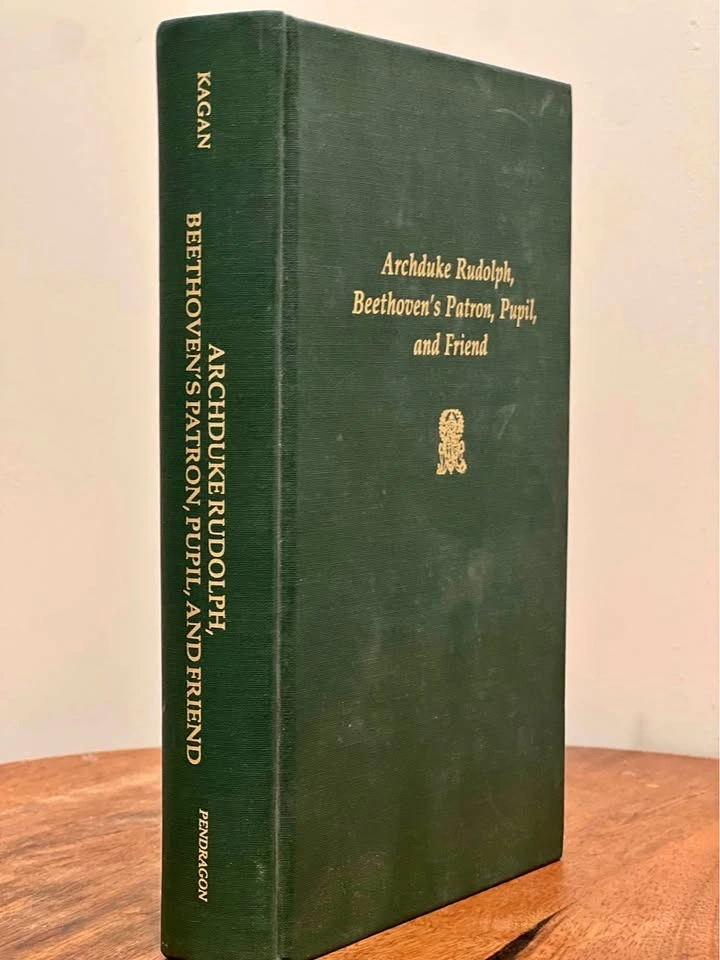 KAGAN
ARCHDUKE RUDOLPH,
BEETHOVEN'S PATRON, PUPIL, AND FRIEND
PENDRAGON
Archduke Rudolph,
Beethoven's Patron, Pupil,
and Friend